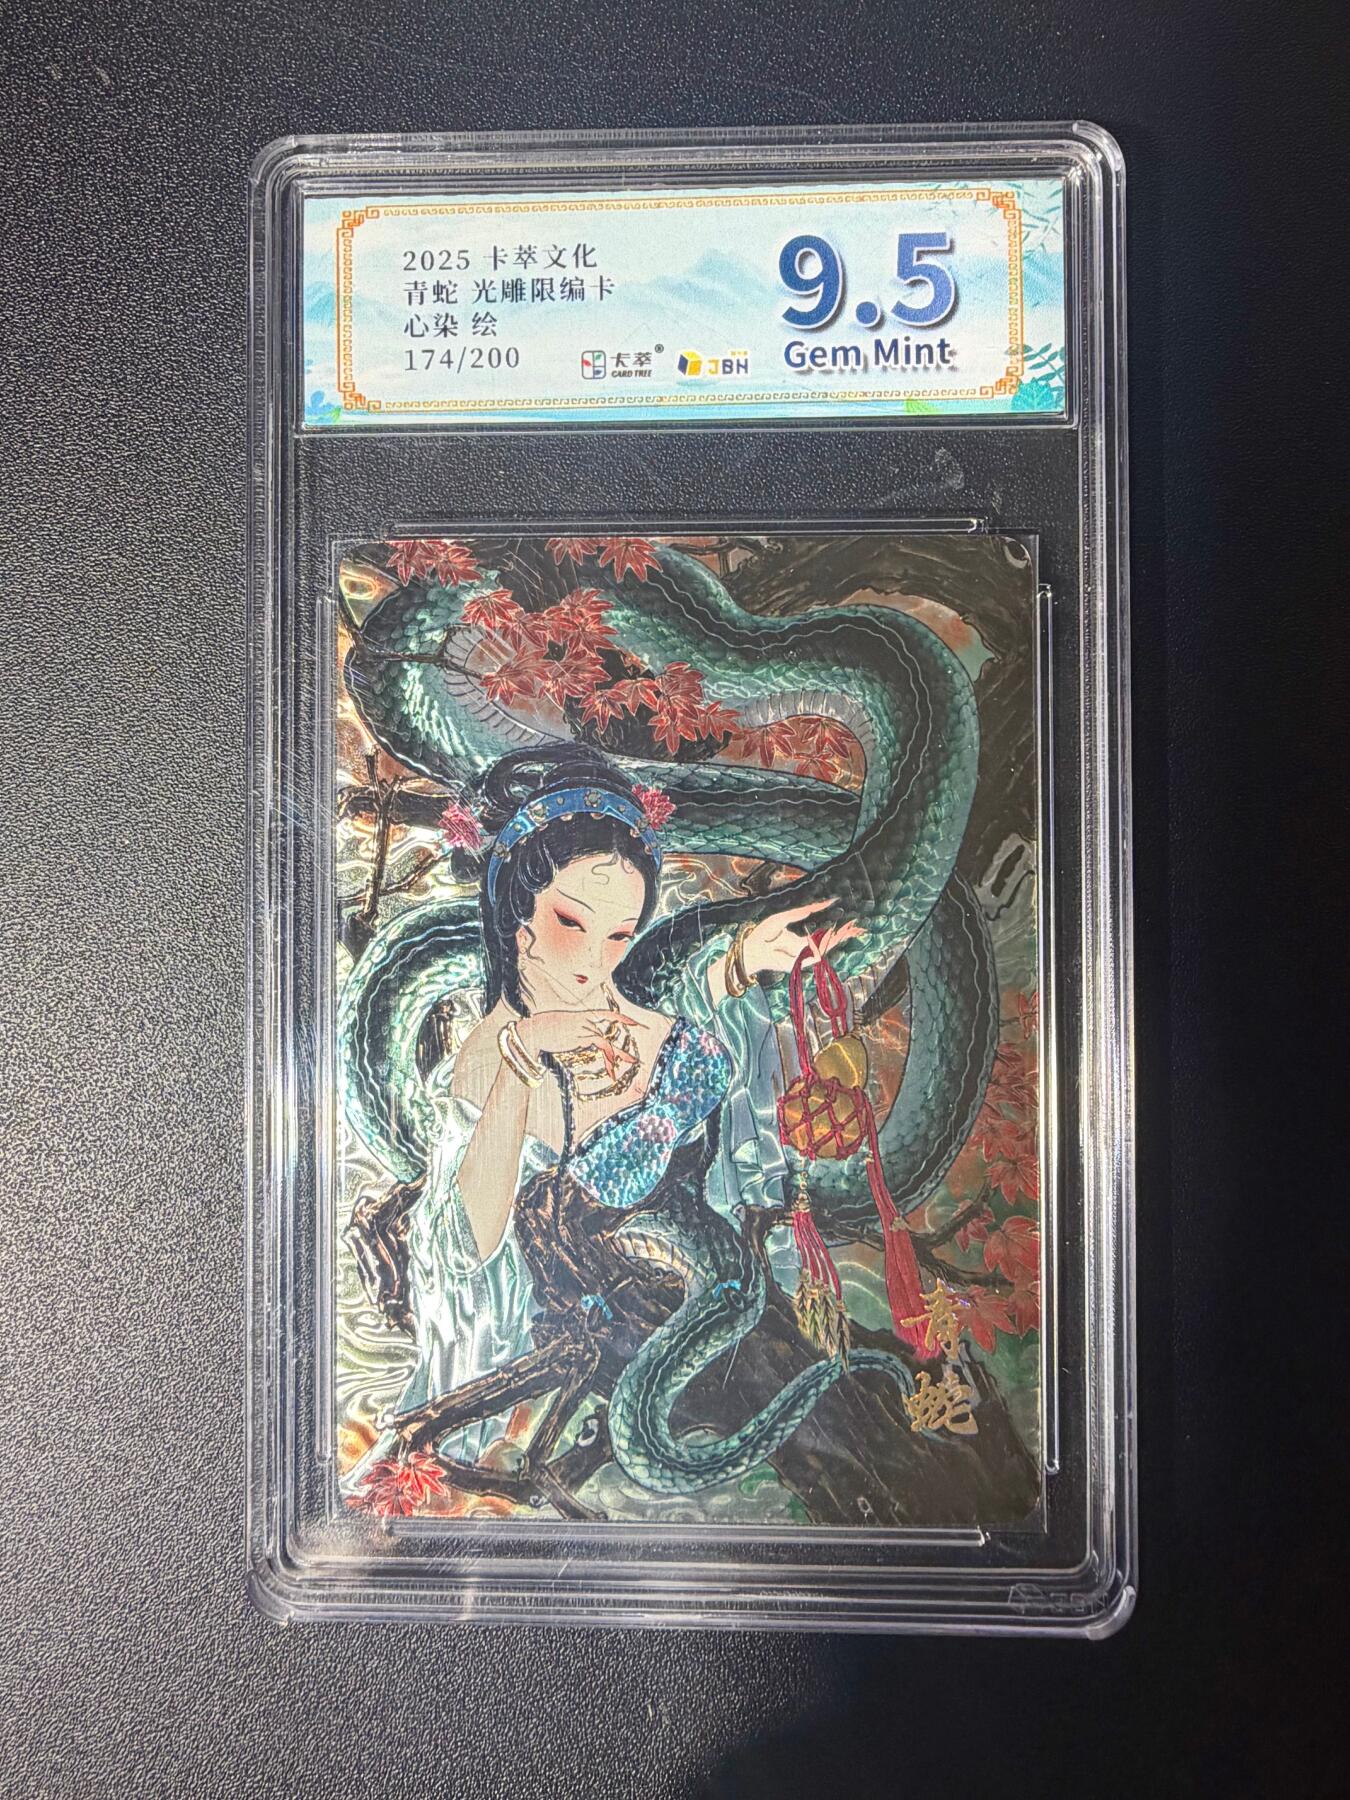 2025 卡萃文化
青蛇 光雕限编卡
心染 绘
174/200
卡萃®
CARD TREE
JBH
9.5
Gem Mint
青蛇